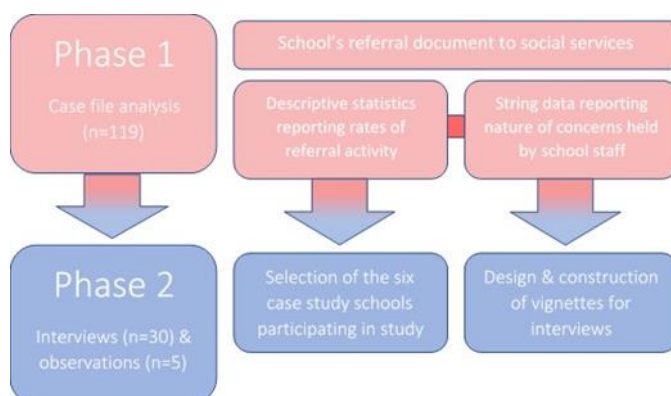 Phase 1
Case file analysis
(n=119)
School's referral document to social services
Descriptive statistics
reporting rates of
referral activity
String data reporting
nature of concerns held
by school staff
Phase 2
Interviews (n=30) &
observations (n=5)
Selection of the six
case study schools
participating in study
Design & construction
of vignettes for
interviews